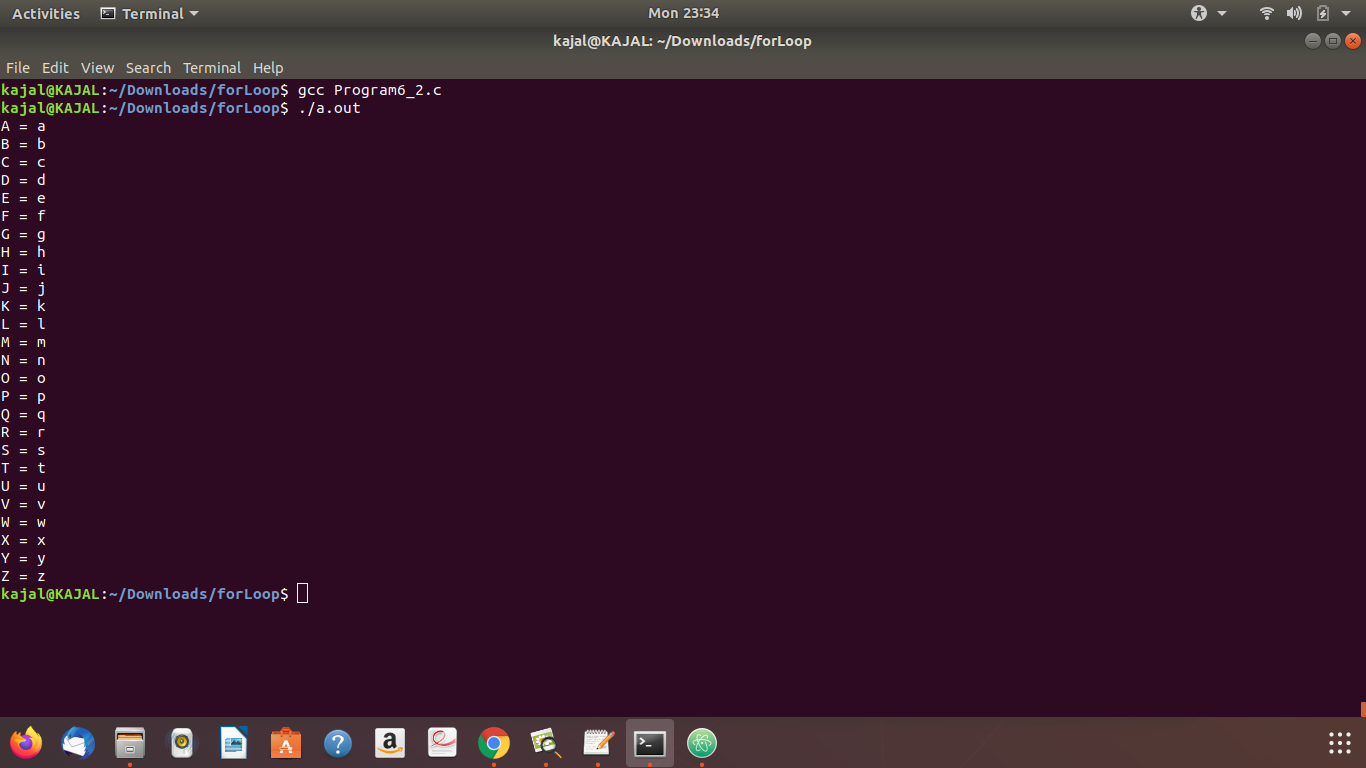 Activities Terminal Mon 23:34
kajal@KAJAL: ~/Downloads/forLoop
File Edit View Search Terminal Help
kajal@KAJAL:~/Downloads/forLoop$ gcc Program6_2.c
kajal@KAJAL:~/Downloads/forLoop$ ./a.out
A = a
B = b
C = c
D = d
E = e
F = f
G = g
H = h
I = i
J = j
K = k
L = l
M = m
N = n
O = o
P = p
Q = q
R = r
S = s
T = t
U = u
V = v
W = w
X = x
Y = y
Z = z
kajal@KAJAL:~/Downloads/forLoop$